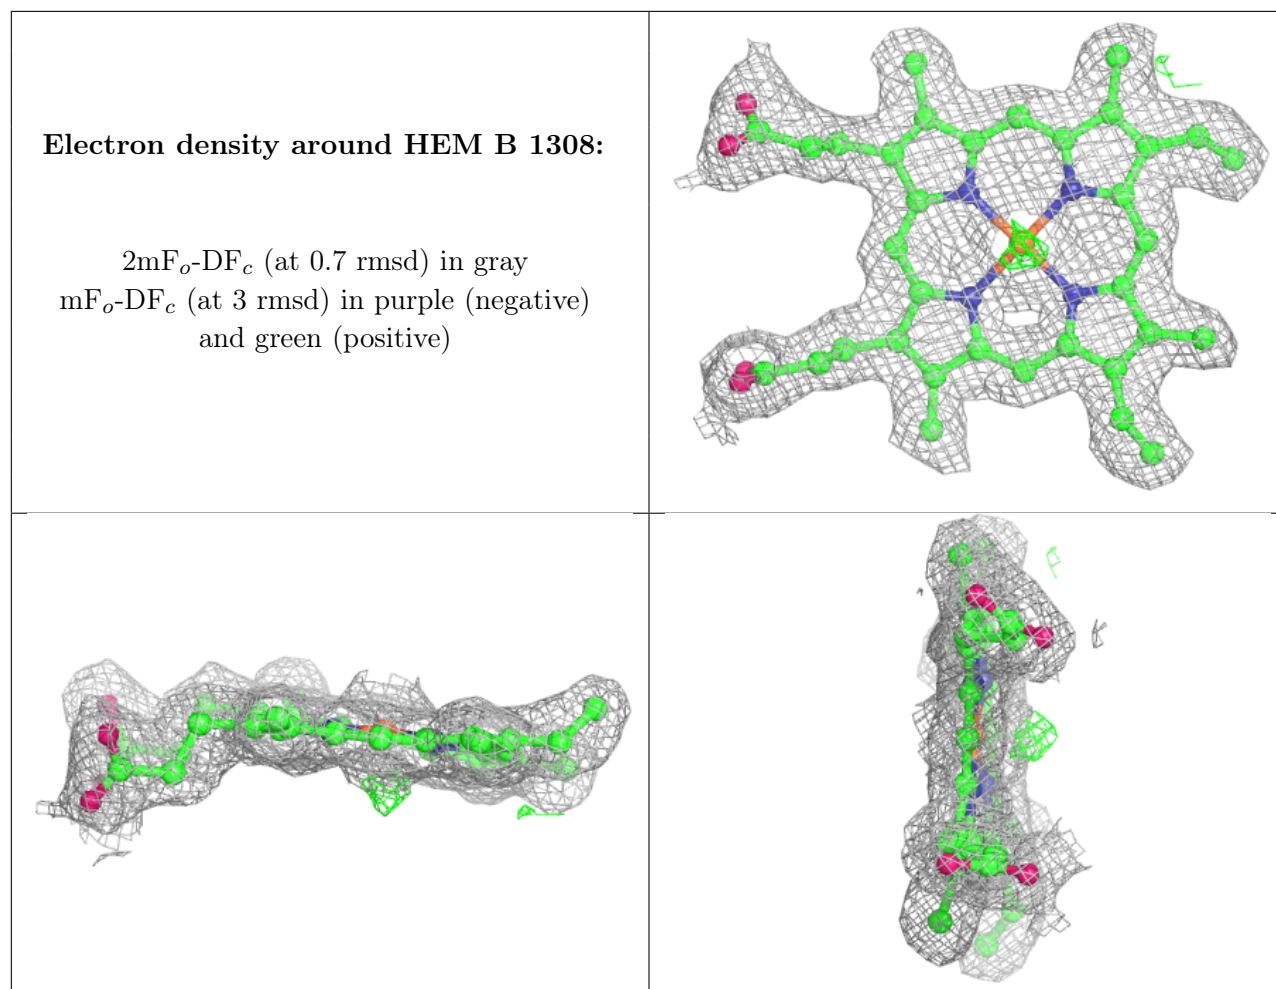 Electron density around HEM B 1308:
2mFo-DFc (at 0.7 rmsd) in gray
mFo-DFc (at 3 rmsd) in purple (negative)
and green (positive)